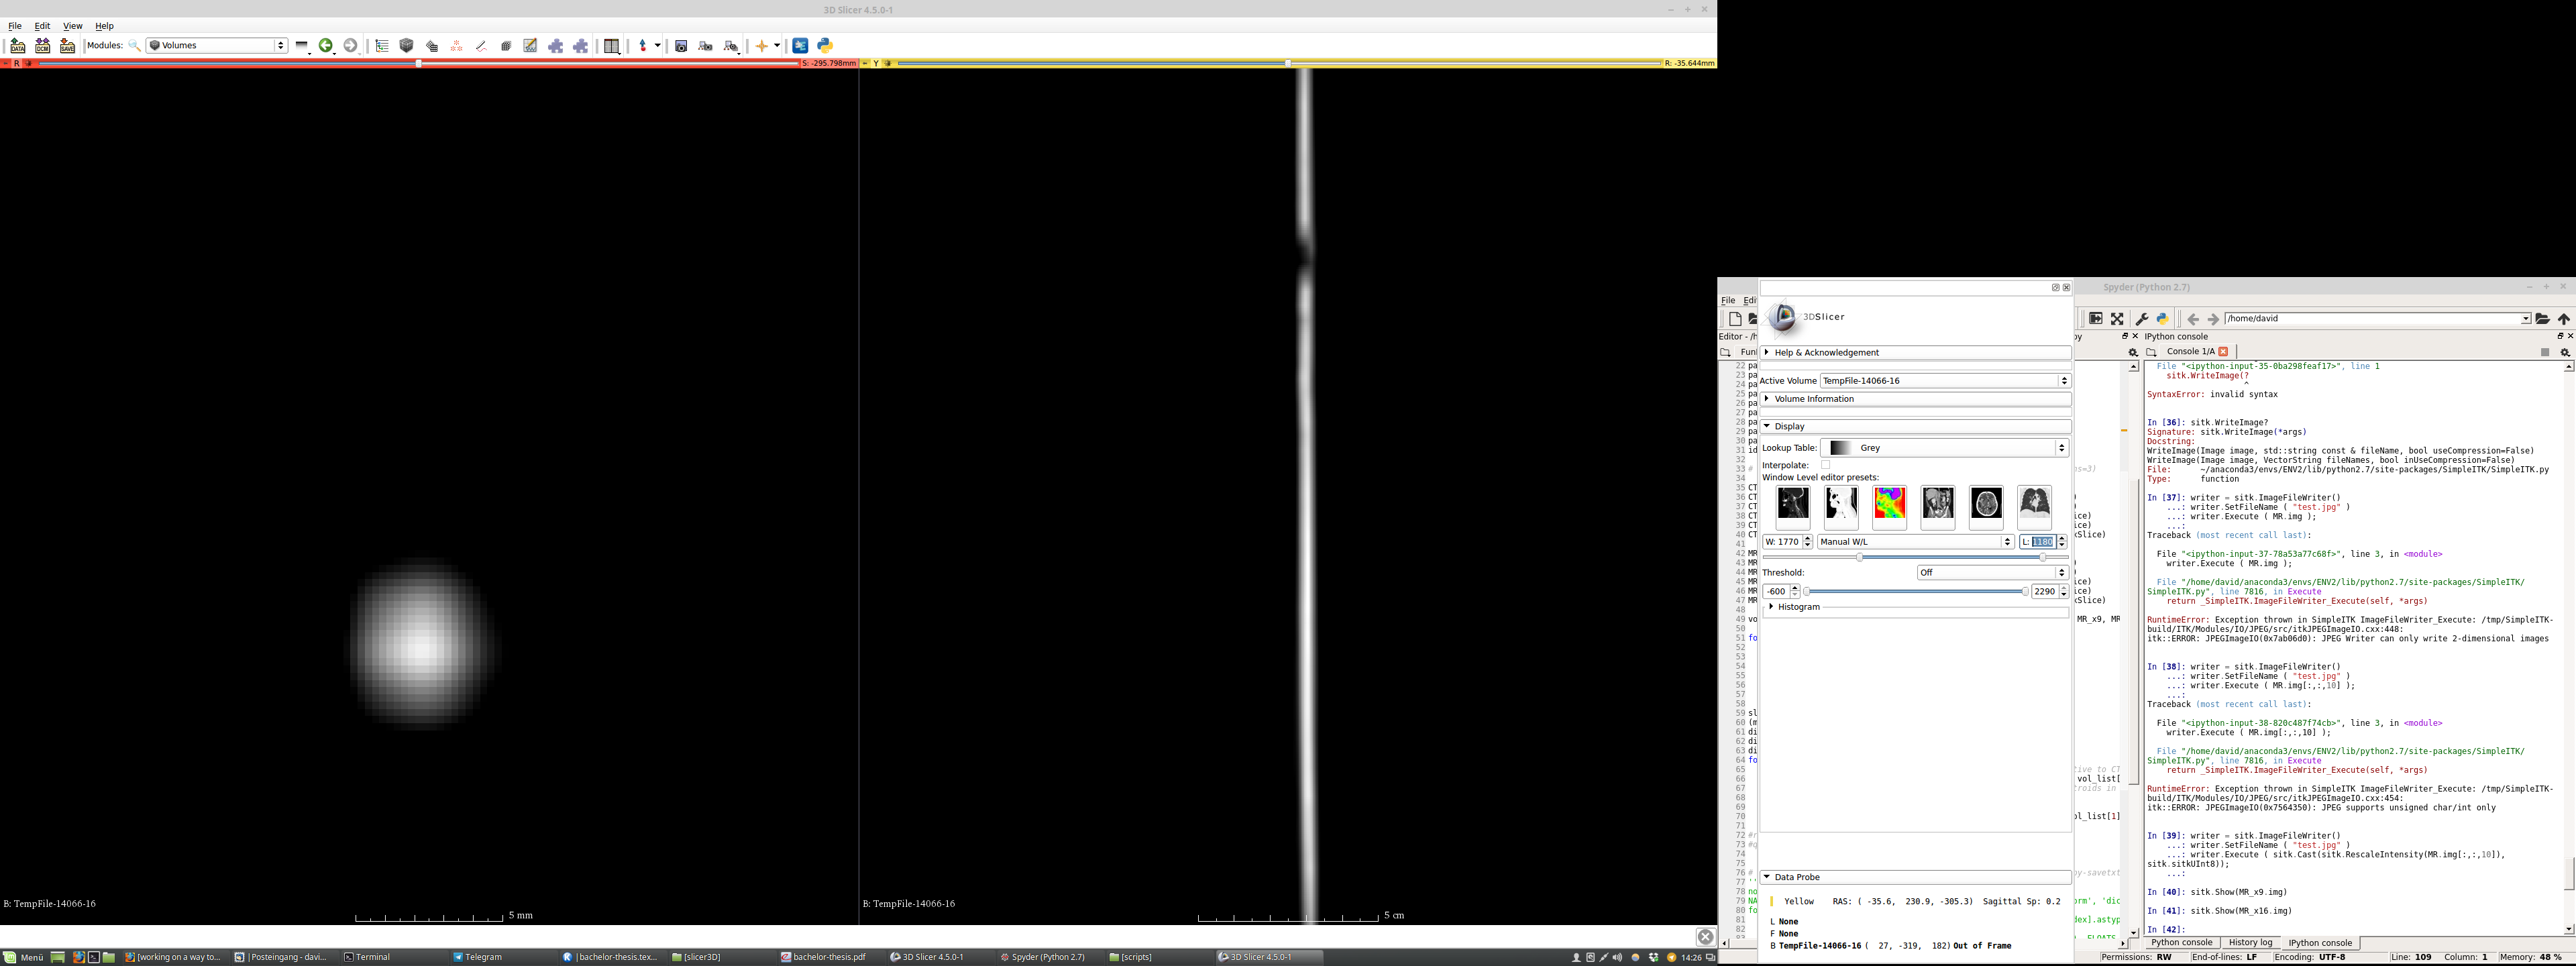 3D Slicer 4.5.0-1
File Edit View Help
DATA DCM SAVE Modules: Volumes
R S: -295.798mm Y R: -35.644mm
B: TempFile-14066-16
5 mm
B: TempFile-14066-16
5 cm
3DSlicer
Help & Acknowledgement
Active Volume TempFile-14066-16
Volume Information
Display
Lookup Table: Grey
Interpolate:
Window Level editor presets:
W: 1770 Manual W/L L: 1180
Threshold: Off
-600 2290
Histogram
Data Probe
Yellow RAS: ( -35.6, 230.9, -305.3) Sagittal Sp: 0.2
L None
F None
B TempFile-14066-16 ( 27, -319, 182) Out of Frame
Spyder (Python 2.7)
File
/home/david
IPython console
Console 1/A
File "<ipython-input-35-0ba298feaf17>", line 1
sitk.WriteImage(?
^
SyntaxError: invalid syntax
In [36]: sitk.WriteImage?
Signature: sitk.WriteImage(*args)
Docstring:
WriteImage(Image image, std::string const & fileName, bool useCompression=False)
WriteImage(Image image, VectorString fileNames, bool inUseCompression=False)
File: ~/anaconda3/envs/ENV2/lib/python2.7/site-packages/SimpleITK/SimpleITK.py
Type: function
In [37]: writer = sitk.ImageFileWriter()
...: writer.SetFileName ( "test.jpg" )
...: writer.Execute ( MR.img );
...:
Traceback (most recent call last):
File "<ipython-input-37-78a53a77c68f>", line 3, in <module>
writer.Execute ( MR.img );
File "/home/david/anaconda3/envs/ENV2/lib/python2.7/site-packages/SimpleITK/
SimpleITK.py", line 7816, in Execute
return _SimpleITK.ImageFileWriter_Execute(self, *args)
RuntimeError: Exception thrown in SimpleITK ImageFileWriter_Execute: /tmp/SimpleITK-
build/ITK/Modules/IO/JPEG/src/itkJPEGImageIO.cxx:448:
itk::ERROR: JPEGImageIO(0x7ab06d0): JPEG Writer can only write 2-dimensional images
In [38]: writer = sitk.ImageFileWriter()
...: writer.SetFileName ( "test.jpg" )
...: writer.Execute ( MR.img[:,:,10] );
...:
Traceback (most recent call last):
File "<ipython-input-38-820c487f74cb>", line 3, in <module>
writer.Execute ( MR.img[:,:,10] );
File "/home/david/anaconda3/envs/ENV2/lib/python2.7/site-packages/SimpleITK/
SimpleITK.py", line 7816, in Execute
return _SimpleITK.ImageFileWriter_Execute(self, *args)
RuntimeError: Exception thrown in SimpleITK ImageFileWriter_Execute: /tmp/SimpleITK-
build/ITK/Modules/IO/JPEG/src/itkJPEGImageIO.cxx:454:
itk::ERROR: JPEGImageIO(0x7564350): JPEG supports unsigned char/int only
In [39]: writer = sitk.ImageFileWriter()
...: writer.SetFileName ( "test.jpg" )
...: writer.Execute ( sitk.Cast(sitk.RescaleIntensity(MR.img[:,:,10]),
sitk.sitkUInt8));
...:
In [40]: sitk.Show(MR_x9.img)
In [41]: sitk.Show(MR_x16.img)
In [42]:
Python console History log IPython console
Permissions: RW End-of-lines: LF Encoding: UTF-8 Line: 109 Column: 1 Memory: 48 %
Menü [working on a way to... [Posteingang - davi... Terminal Telegram [bachelor-thesis.tex... [slicer3D] bachelor-thesis.pdf 3D Slicer 4.5.0-1 Spyder (Python 2.7) [scripts] 3D Slicer 4.5.0-1 14:26